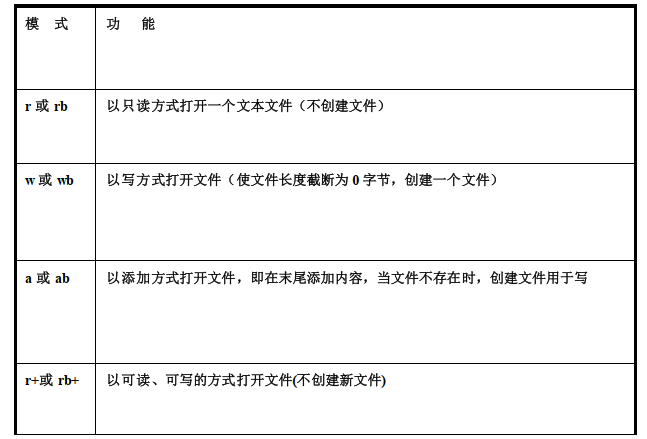 模 式 功 能
r 或 rb 以只读方式打开一个文本文件（不创建文件）
w 或 wb 以写方式打开文件（使文件长度截断为 0 字节，创建一个文件）
a 或 ab 以添加方式打开文件，即在末尾添加内容，当文件不存在时，创建文件用于写
r+或 rb+ 以可读、可写的方式打开文件(不创建新文件)